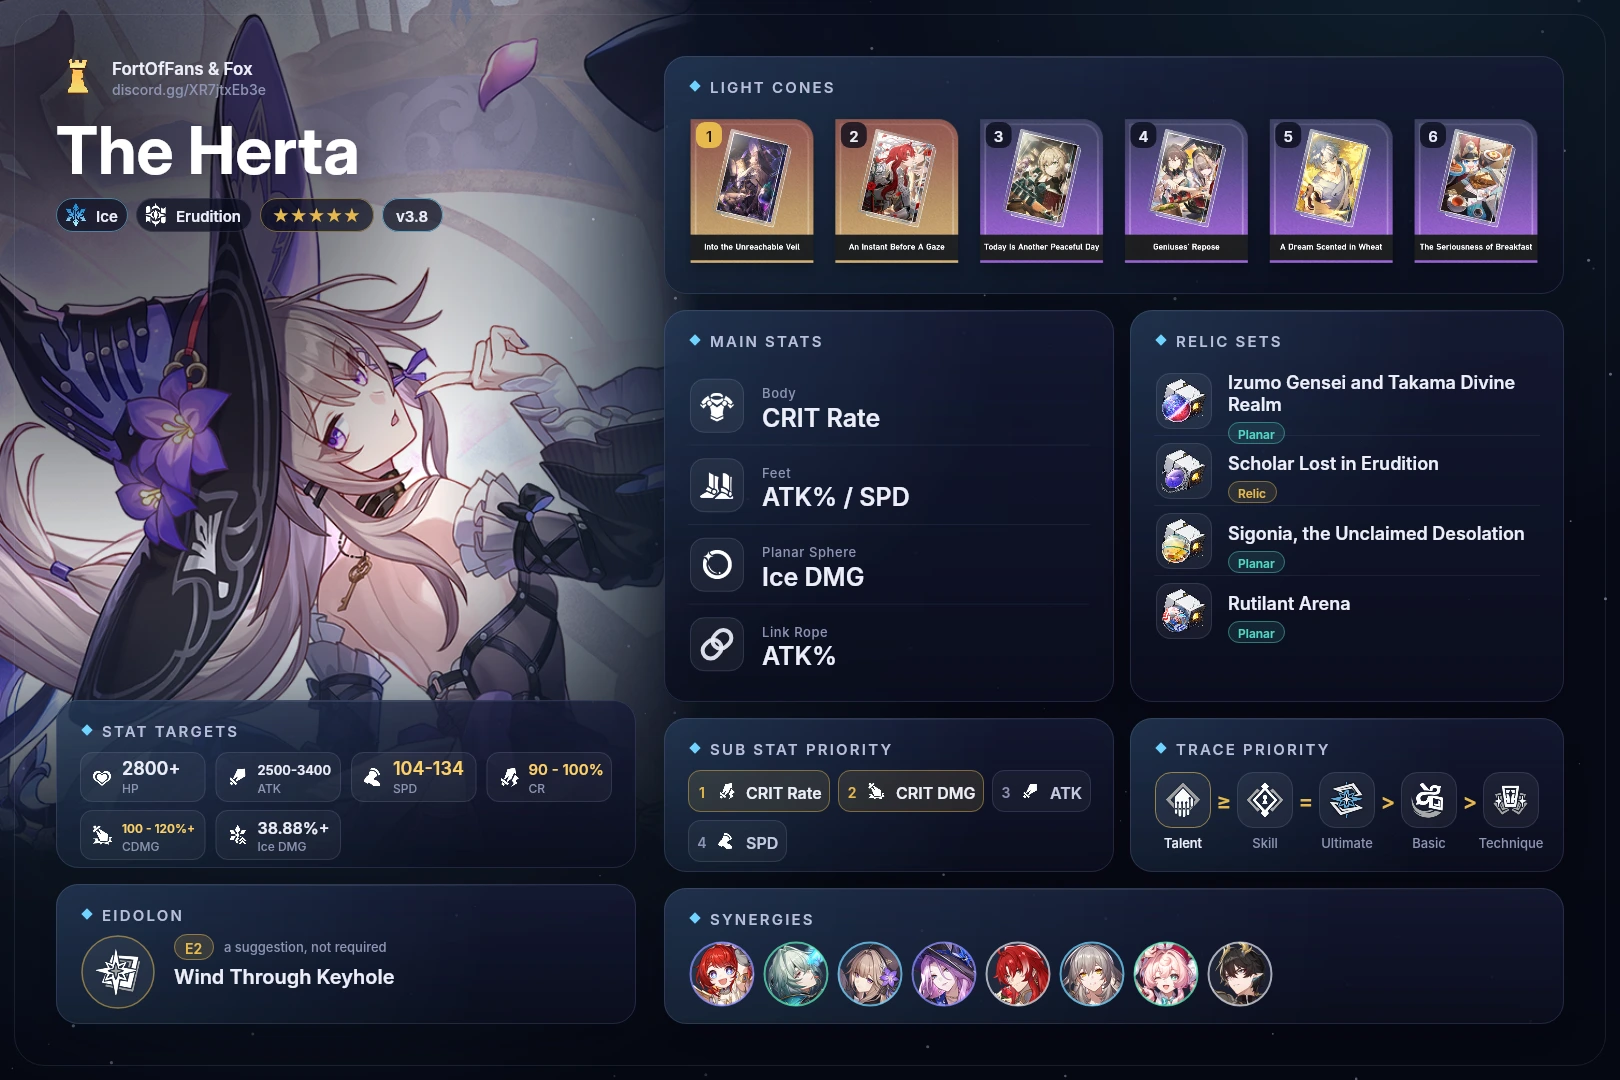 FortOfFans & Fox
discord.gg/XR7jtxEb3e
The Herta
Ice
Erudition
★★★★★
v3.8
LIGHT CONES
1
2
3
4
5
6
Into the Unreachable Veil
An Instant Before A Gaze
Today Is Another Peaceful Day
Geniuses' Repose
A Dream Scented in Wheat
The Seriousness of Breakfast
MAIN STATS
Body
CRIT Rate
Feet
ATK% / SPD
Planar Sphere
Ice DMG
Link Rope
ATK%
RELIC SETS
Izumo Gensei and Takama Divine
Realm
Planar
Scholar Lost in Erudition
Relic
Sigonia, the Unclaimed Desolation
Planar
Rutilant Arena
Planar
STAT TARGETS
2800+
HP
2500-3400
ATK
104-134
SPD
90 - 100%
CR
100 - 120%+
CDMG
38.88%+
Ice DMG
SUB STAT PRIORITY
1 CRIT Rate
2 CRIT DMG
3 ATK
4 SPD
TRACE PRIORITY
≥ = > >
Talent
Skill
Ultimate
Basic
Technique
EIDOLON
E2 a suggestion, not required
Wind Through Keyhole
SYNERGIES